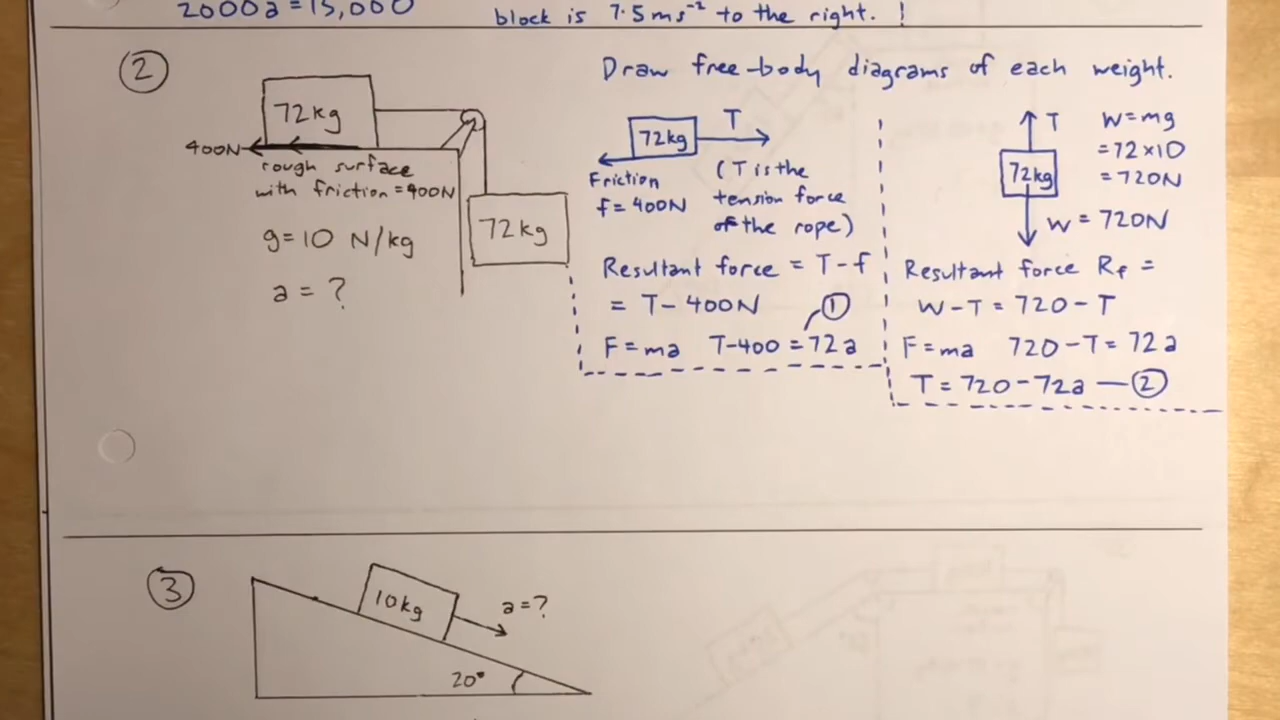 2000a = 15,000
block is 7.5 ms⁻² to the right. !
2
72kg
400N
rough surface
with friction = 400N
72kg
g = 10 N/kg
a = ?
Draw free-body diagrams of each weight.
72kg
T
Friction
f = 400N
(T is the
tension force
of the rope)
Resultant force = T - f
= T - 400N
1
F = ma T - 400 = 72a
T
72kg
W = 720N
W = mg
= 72 × 10
= 720N
Resultant force Rf =
W - T = 720 - T
F = ma 720 - T = 72a
T = 720 - 72a — 2
3
10kg
a = ?
20°